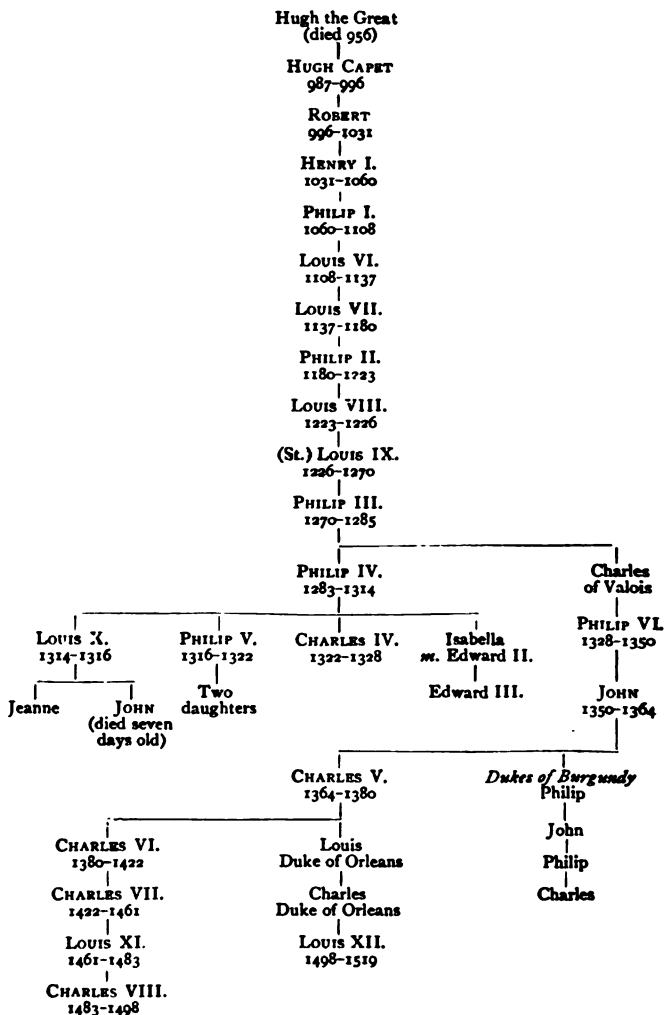 Hugh the Great
(died 956)
HUGH CAPET
987-996
ROBERT
996-1031
HENRY I.
1031-1060
PHILIP I.
1060-1108
LOUIS VI.
1108-1137
LOUIS VII.
1137-1180
PHILIP II.
1180-1223
LOUIS VIII.
1223-1226
(St.) LOUIS IX.
1226-1270
PHILIP III.
1270-1285
PHILIP IV.
1283-1314
Charles
of Valois
LOUIS X.
1314-1316
PHILIP V.
1316-1322
CHARLES IV.
1322-1328
Isabella
m. Edward II.
PHILIP VI.
1328-1350
Jeanne
JOHN
(died seven
days old)
Two
daughters
Edward III.
JOHN
1350-1364
CHARLES V.
1364-1380
Dukes of Burgundy
Philip
John
Philip
Charles
CHARLES VI.
1380-1422
Louis
Duke of Orleans
CHARLES VII.
1422-1461
Charles
Duke of Orleans
LOUIS XI.
1461-1483
LOUIS XII.
1498-1519
CHARLES VIII.
1483-1498